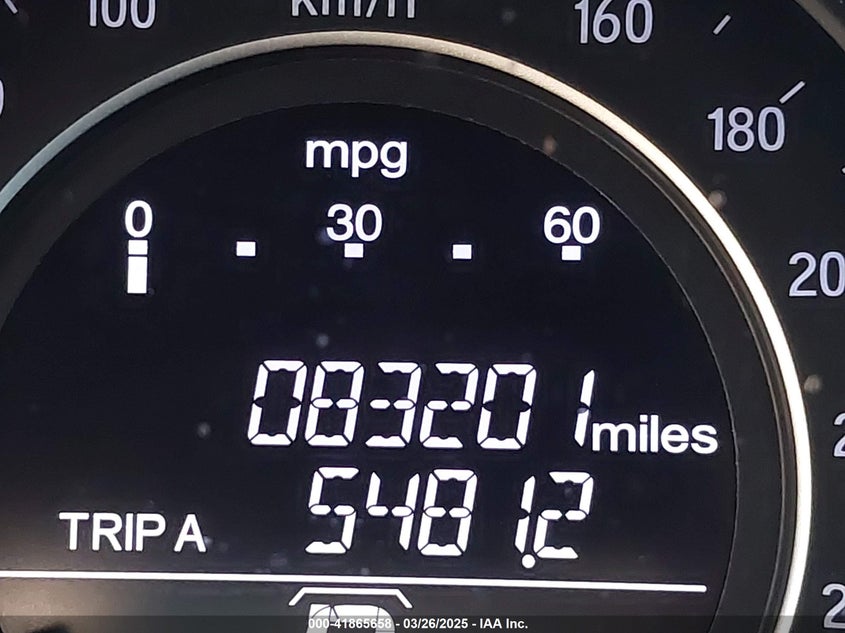 100 km/h 160
180
mpg
0 30 60
083201 miles
TRIP A 5481.2
000-41865658 - 03/26/2025 - IAA Inc.